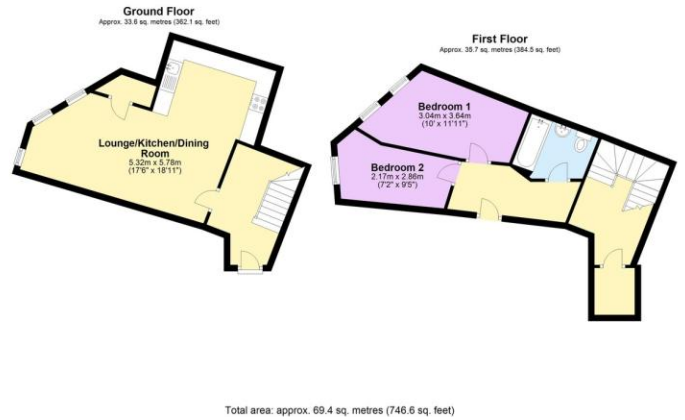 Ground Floor
Approx. 33.6 sq. metres (362.1 sq. feet)
Lounge/Kitchen/Dining
Room
5.32m x 5.78m
(17'6" x 18'11")
First Floor
Approx. 35.7 sq. metres (384.5 sq. feet)
Bedroom 1
3.04m x 3.64m
(10' x 11'11")
Bedroom 2
2.17m x 2.86m
(7'2" x 9'5")
Total area: approx. 69.4 sq. metres (746.6 sq. feet)